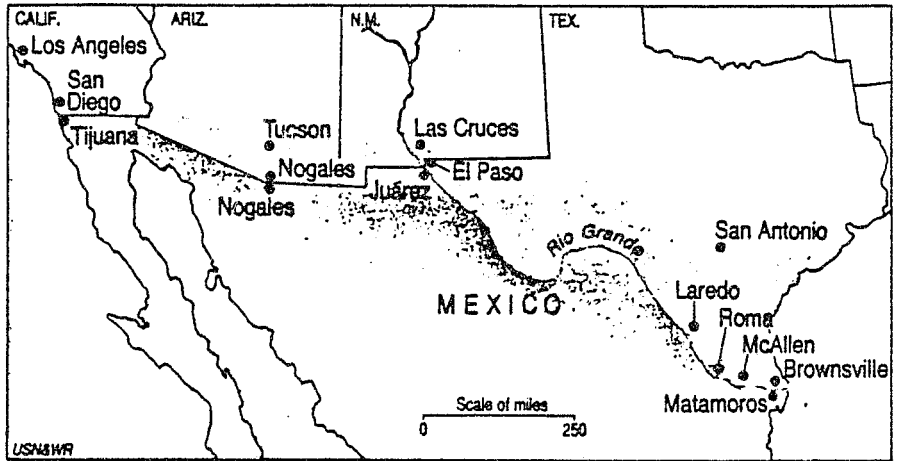 CALIF.
ARIZ.
N.M.
TEX.
Los Angeles
San
Diego
Tijuana
Tucson
Nogales
Nogales
Las Cruces
El Paso
Juárez
Rio Grande
San Antonio
MEXICO
Laredo
Roma
McAllen
Brownsville
Matamoros
Scale of miles
0 250
USN&WR